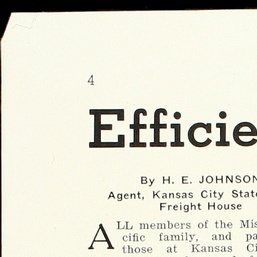 4
Efficie
By H. E. JOHNSON
Agent, Kansas City Stat
Freight House
ALL members of the Mis
cific family, and pa
those at Kansas Ci